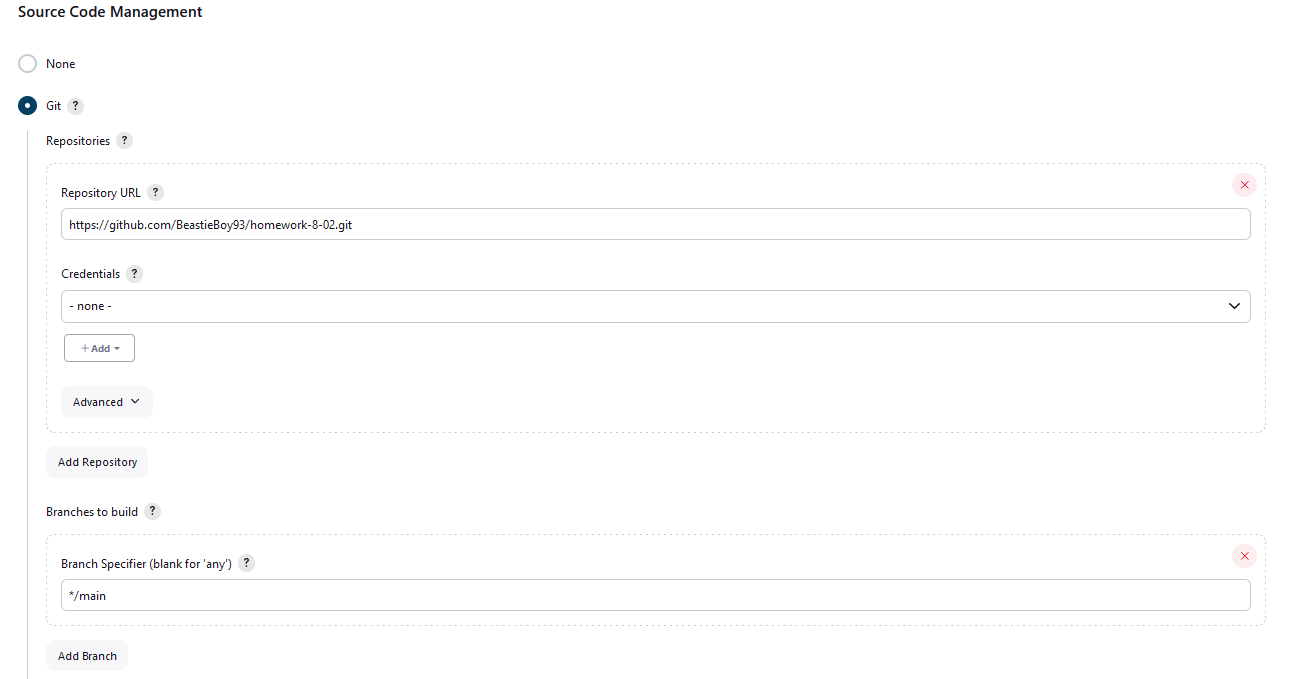 Source Code Management
None
Git ?
Repositories ?
Repository URL ?
https://github.com/BeastieBoy93/homework-8-02.git
Credentials ?
- none -
+ Add
Advanced
Add Repository
Branches to build ?
Branch Specifier (blank for 'any') ?
*/main
Add Branch